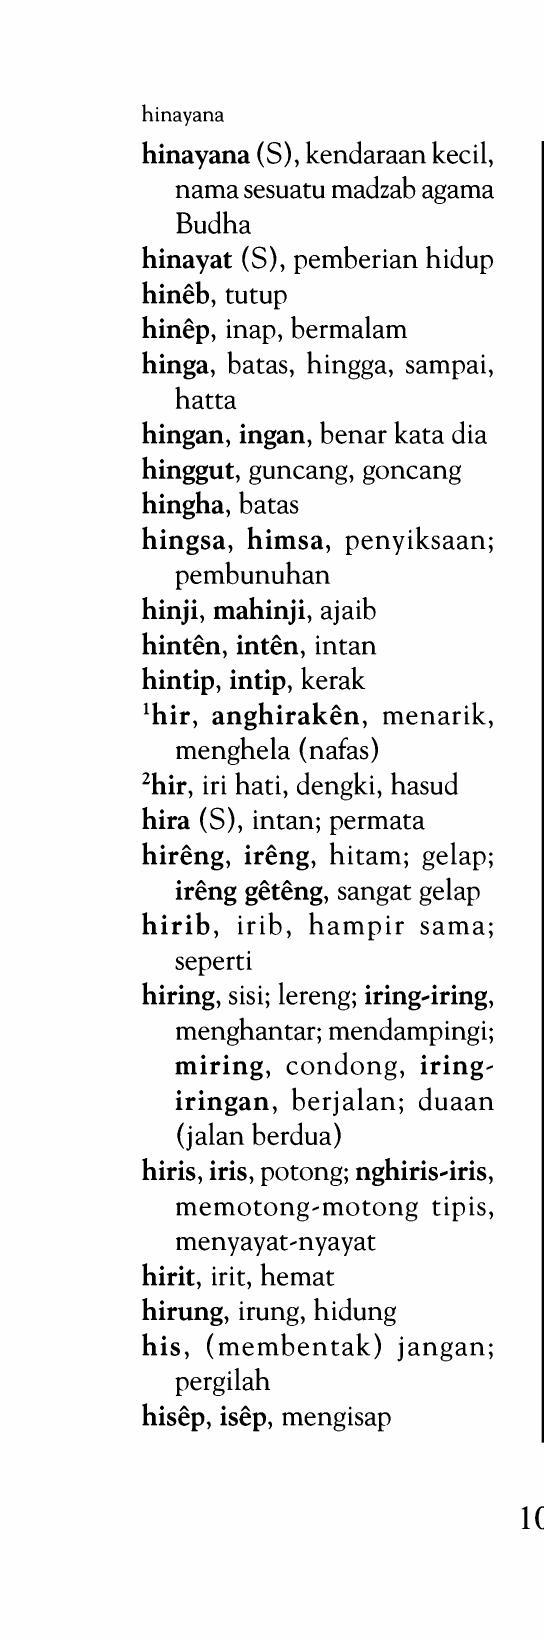 hinayana
hinayana (S), kendaraan kecil,
nama sesuatu madzab agama
Budha
hinayat (S), pemberian hidup
hinêb, tutup
hinêp, inap, bermalam
hinga, batas, hingga, sampai,
hatta
hingan, ingan, benar kata dia
hinggut, guncang, goncang
hingha, batas
hingsa, himsa, penyiksaan;
pembunuhan
hinji, mahinji, ajaib
hintên, intên, intan
hintip, intip, kerak
¹hir, anghirakên, menarik,
menghela (nafas)
²hir, iri hati, dengki, hasud
hira (S), intan; permata
hirêng, irêng, hitam; gelap;
irêng gêtêng, sangat gelap
hirib, irib, hampir sama;
seperti
hiring, sisi; lereng; iring-iring,
menghantar; mendampingi;
miring, condong, iring-
iringan, berjalan; duaan
(jalan berdua)
hiris, iris, potong; nghiris-iris,
memotong-motong tipis,
menyayat-nyayat
hirit, irit, hemat
hirung, irung, hidung
his, (membentak) jangan;
pergilah
hisêp, isêp, mengisap